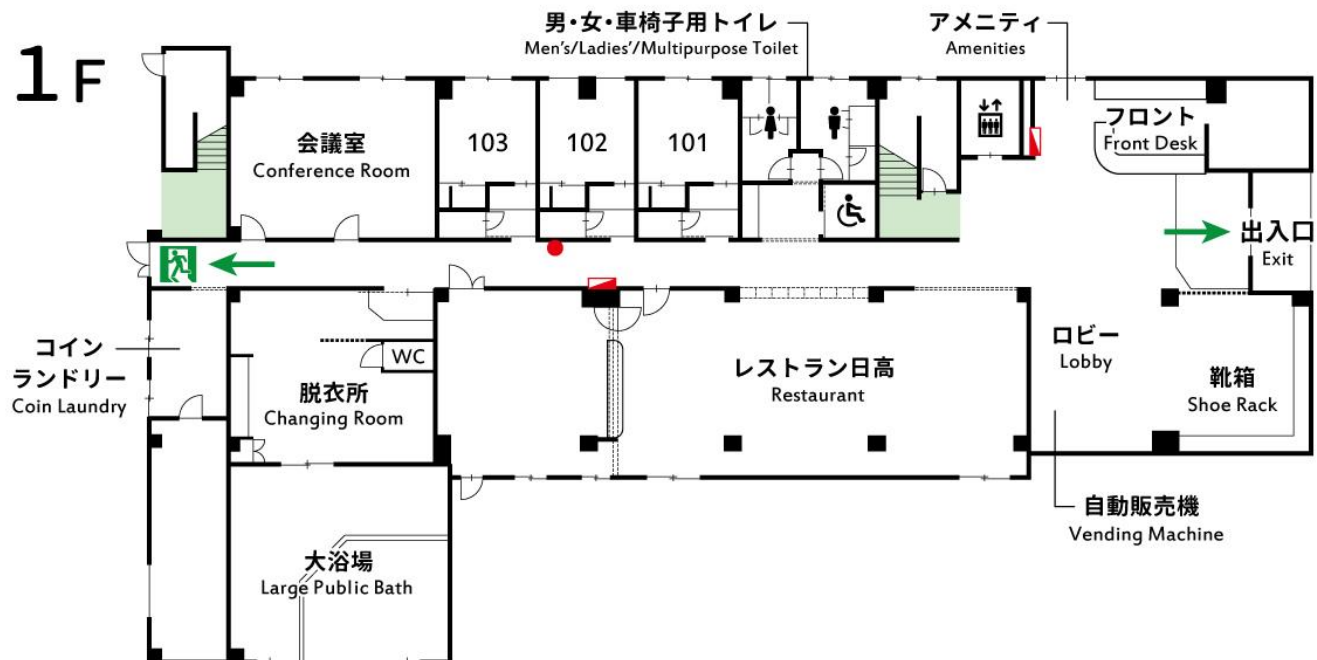 1F
男・女・車椅子用トイレ
Men's/Ladies'/Multipurpose Toilet
アメニティ
Amenities
会議室
Conference Room
103
102
101
フロント
Front Desk
出入口
Exit
コイン
ランドリー
Coin Laundry
WC
脱衣所
Changing Room
レストラン日高
Restaurant
ロビー
Lobby
靴箱
Shoe Rack
自動販売機
Vending Machine
大浴場
Large Public Bath